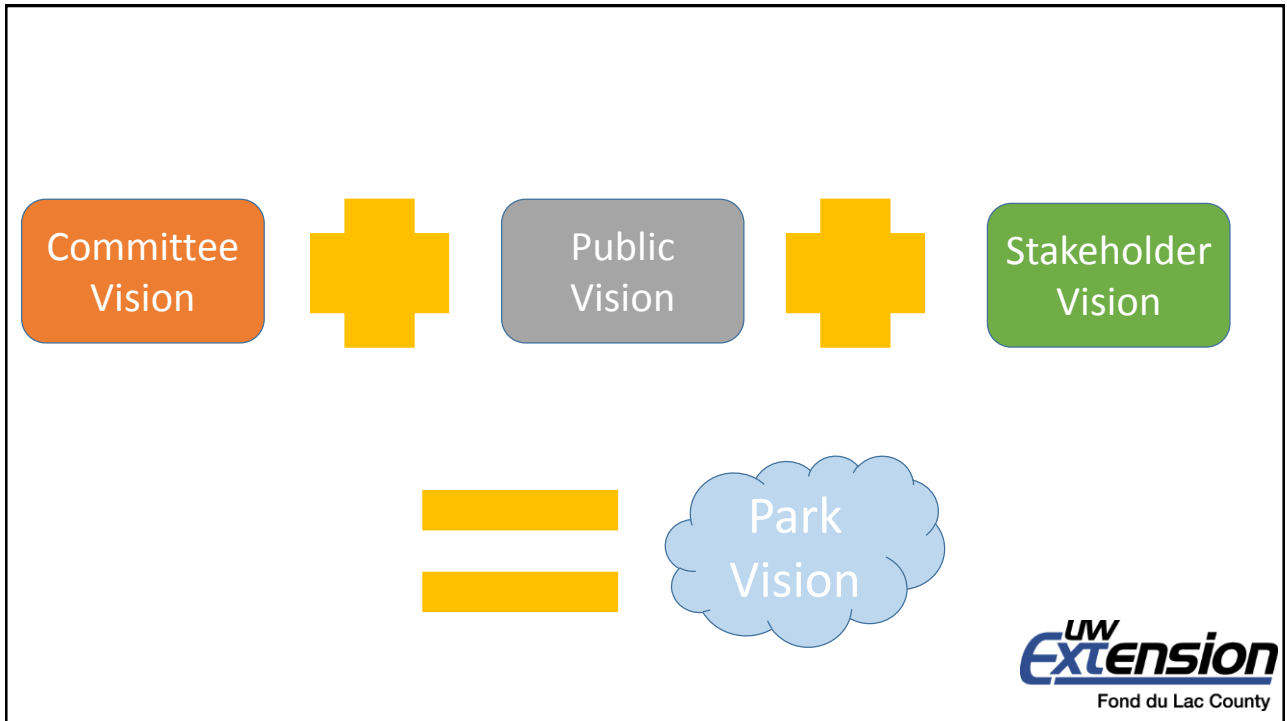 Committee
Vision
Public
Vision
Stakeholder
Vision
Park
Vision
UW
Extension
Fond du Lac County